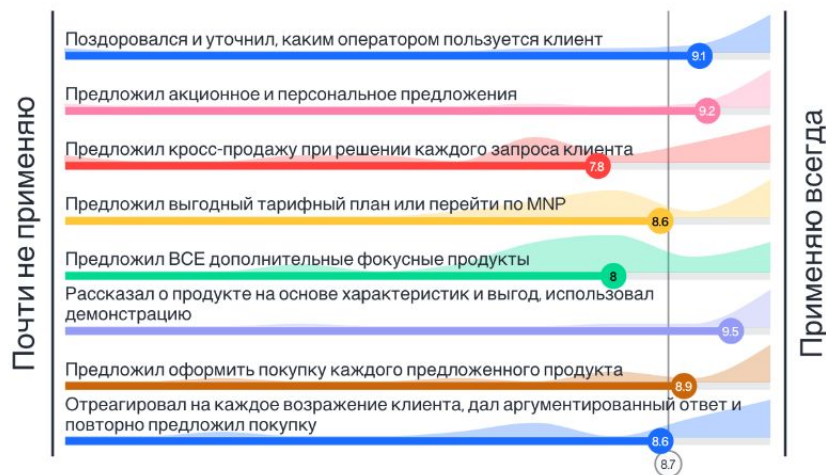 Почти не применяю
Поздоровался и уточнил, каким оператором пользуется клиент
9.1
Предложил акционное и персональное предложения
9.2
Предложил кросс-продажу при решении каждого запроса клиента
7.8
Предложил выгодный тарифный план или перейти по MNP
8.6
Предложил ВСЕ дополнительные фокусные продукты
8
Рассказал о продукте на основе характеристик и выгод, использовал
демонстрацию
9.5
Предложил оформить покупку каждого предложенного продукта
8.9
Отреагировал на каждое возражение клиента, дал аргументированный ответ и
повторно предложил покупку
8.6
8.7
Применяю всегда